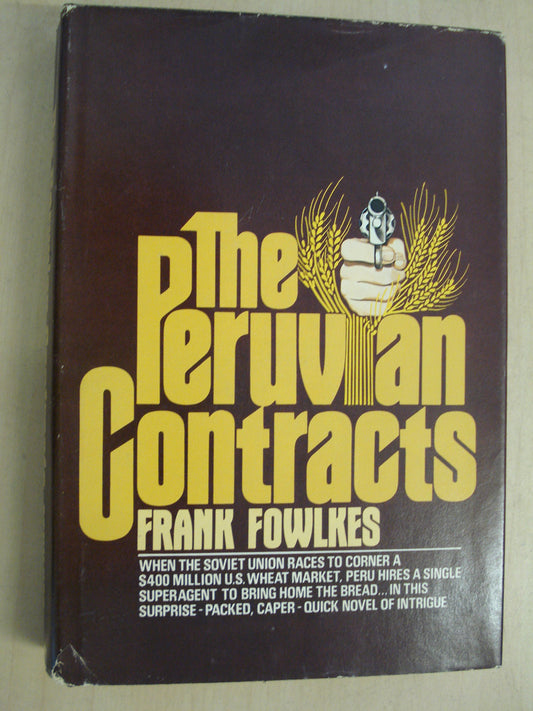 The
Peruvian
Contracts
FRANK FOWLKES
WHEN THE SOVIET UNION RACES TO CORNER A
$400 MILLION U.S. WHEAT MARKET, PERU HIRES A SINGLE
SUPERAGENT TO BRING HOME THE BREAD...IN THIS
SURPRISE-PACKED, CAPER-QUICK NOVEL OF INTRIGUE